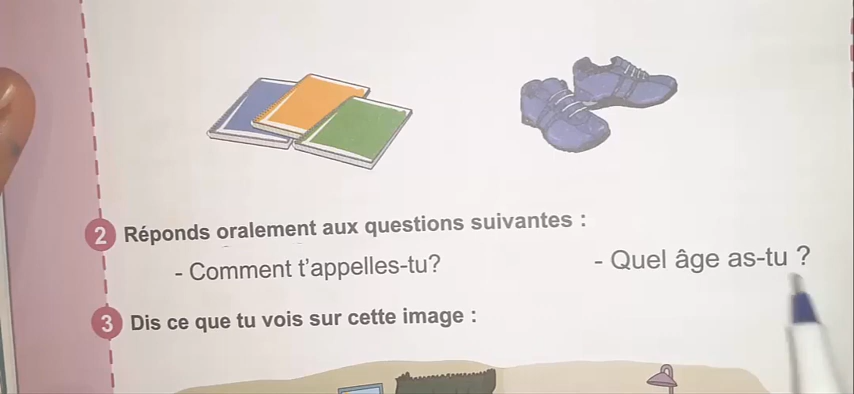 2 Réponds oralement aux questions suivantes :
- Comment t'appelles-tu? - Quel âge as-tu ?
3 Dis ce que tu vois sur cette image :